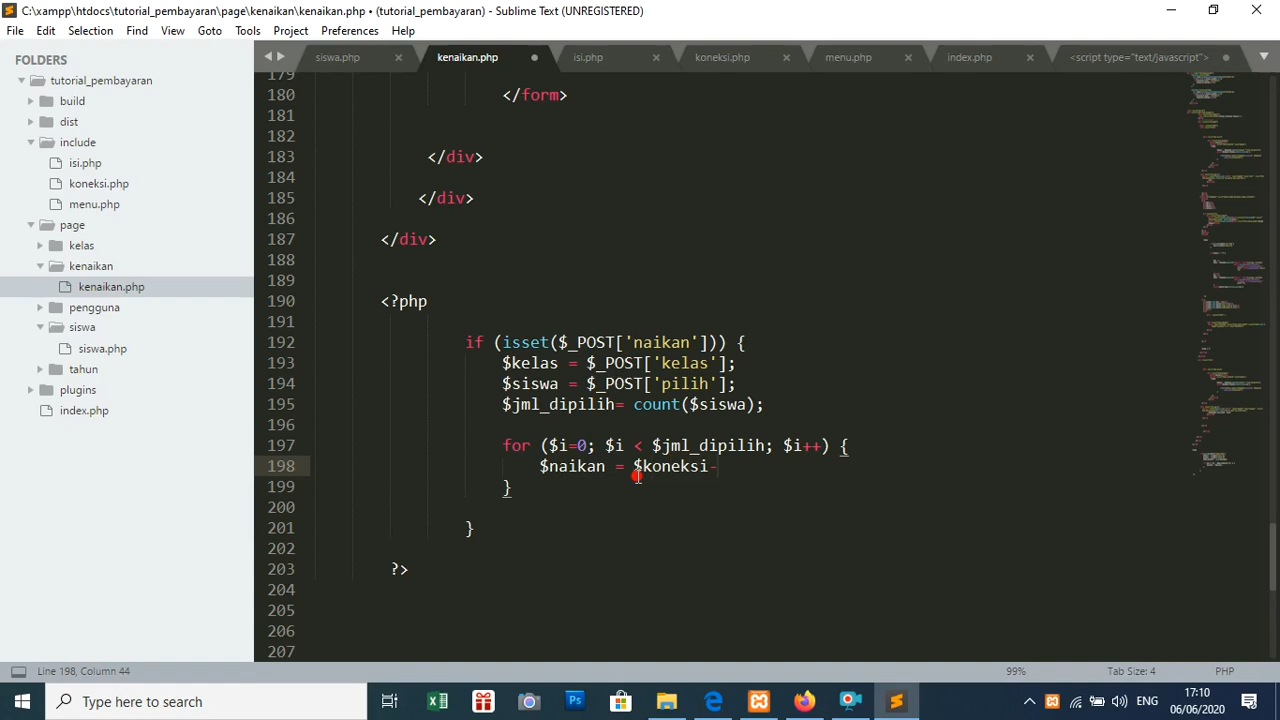 C:\xampp\htdocs\tutorial_pembayaran\page\kenaikan\kenaikan.php • (tutorial_pembayaran) - Sublime Text (UNREGISTERED)
File Edit Selection Find View Goto Tools Project Preferences Help
FOLDERS
tutorial_pembayaran
build
dist
include
isi.php
koneksi.php
menu.php
page
kelas
kenaikan
kenaikan.php
pengguna
siswa
siswa.php
tahun
plugins
index.php
siswa.php kenaikan.php isi.php koneksi.php menu.php index.php <script type="text/javascript">
179
180 </form>
181
182
183 </div>
184
185 </div>
186
187 </div>
188
189
190 <?php
191
192 if (isset($_POST['naikan'])) {
193 $kelas = $_POST['kelas'];
194 $siswa = $_POST['pilih'];
195 $jml_dipilih= count($siswa);
196
197 for ($i=0; $i < $jml_dipilih; $i++) {
198 $naikan = $koneksi-
199 }
200
201 }
202
203 ?>
204
205
206
207
Line 198, Column 44 99% Tab Size: 4 PHP
Type here to search
ENG
17:10
06/06/2020